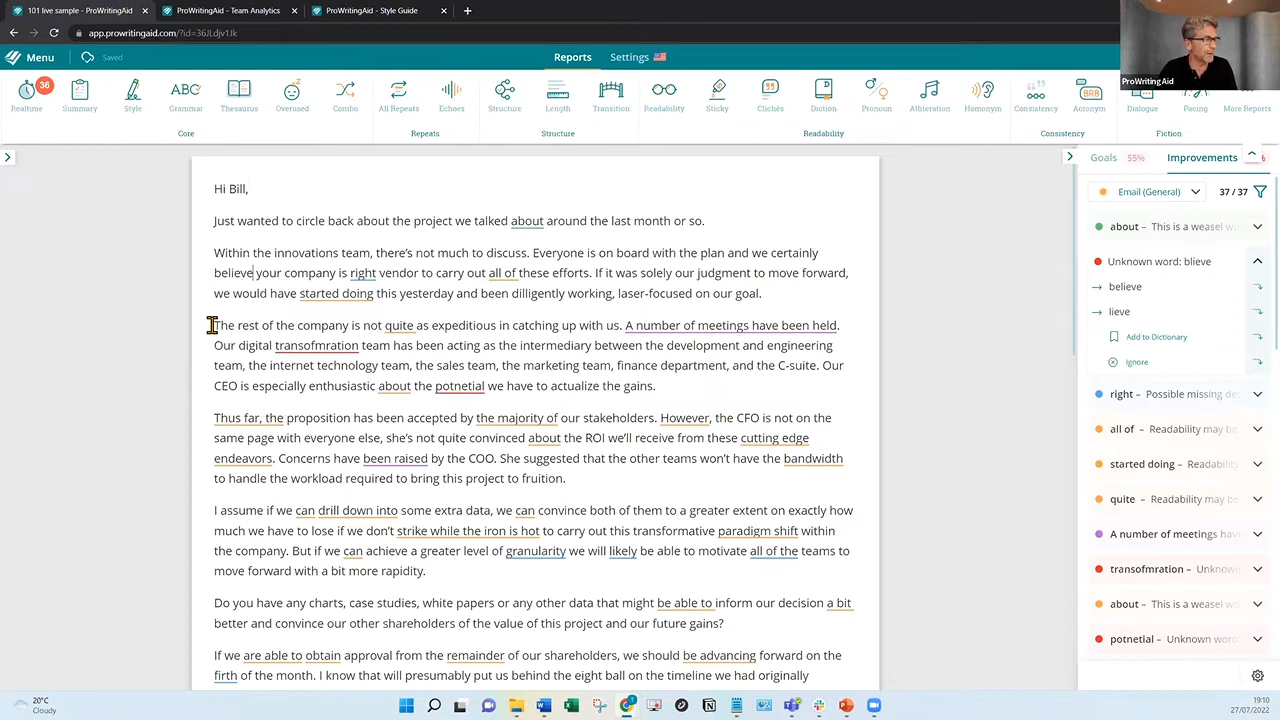 101 live sample - ProWritingAid
ProWritingAid - Team Analytics
ProWritingAid - Style Guide
app.prowritingaid.com/?id=36JLdjv1Jk
Menu
Saved
Reports
Settings
ProWritingAid
36
Realtime
Summary
Style
ABC
Grammar
Thesaurus
Overused
Combo
All Repeats
Echoes
Structure
Length
Transition
Readability
Sticky
Clichés
Diction
Pronoun
Alliteration
Homonym
Consistency
BRB
Acronym
Dialogue
Pacing
More Reports
Core
Repeats
Structure
Readability
Consistency
Fiction
Hi Bill,
Just wanted to circle back about the project we talked about around the last month or so.
Within the innovations team, there's not much to discuss. Everyone is on board with the plan and we certainly
believe your company is right vendor to carry out all of these efforts. If it was solely our judgment to move forward,
we would have started doing this yesterday and been dilligently working, laser-focused on our goal.
The rest of the company is not quite as expeditious in catching up with us. A number of meetings have been held.
Our digital transofmration team has been acting as the intermediary between the development and engineering
team, the internet technology team, the sales team, the marketing team, finance department, and the C-suite. Our
CEO is especially enthusiastic about the potnetial we have to actualize the gains.
Thus far, the proposition has been accepted by the majority of our stakeholders. However, the CFO is not on the
same page with everyone else, she's not quite convinced about the ROI we'll receive from these cutting edge
endeavors. Concerns have been raised by the COO. She suggested that the other teams won't have the bandwidth
to handle the workload required to bring this project to fruition.
I assume if we can drill down into some extra data, we can convince both of them to a greater extent on exactly how
much we have to lose if we don't strike while the iron is hot to carry out this transformative paradigm shift within
the company. But if we can achieve a greater level of granularity we will likely be able to motivate all of the teams to
move forward with a bit more rapidity.
Do you have any charts, case studies, white papers or any other data that might be able to inform our decision a bit
better and convince our other shareholders of the value of this project and our future gains?
If we are able to obtain approval from the remainder of our shareholders, we should be advancing forward on the
firth of the month. I know that will presumably put us behind the eight ball on the timeline we had originally
Goals 55%
Improvements %
Email (General)
37 / 37
about – This is a weasel wo
Unknown word: blieve
believe
lieve
Add to Dictionary
Ignore
right – Possible missing de
all of – Readability may be
started doing – Readability
quite – Readability may be
A number of meetings have
transofmration – Unknown
about – This is a weasel wo
potnetial – Unknown word
20°C
Cloudy
19:10
27/07/2022